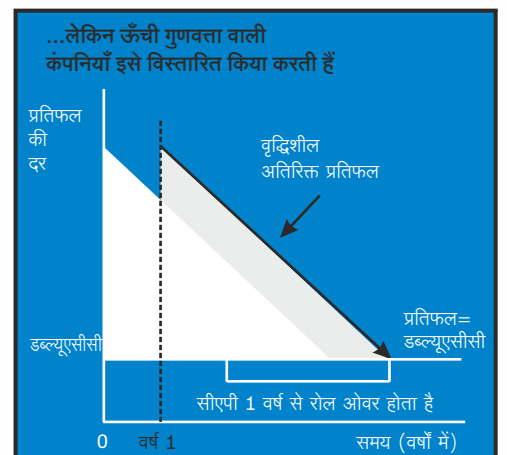 ...लेकिन ऊँची गुणवत्ता वाली
कंपनियाँ इसे विस्तारित किया करती हैं
प्रतिफल
की
दर
वृद्धिशील
अतिरिक्त प्रतिफल
प्रतिफल=
डब्ल्यूएसीसी
डब्ल्यूएसीसी
सीएपी 1 वर्ष से रोल ओवर होता है
0
वर्ष 1
समय (वर्षों में)